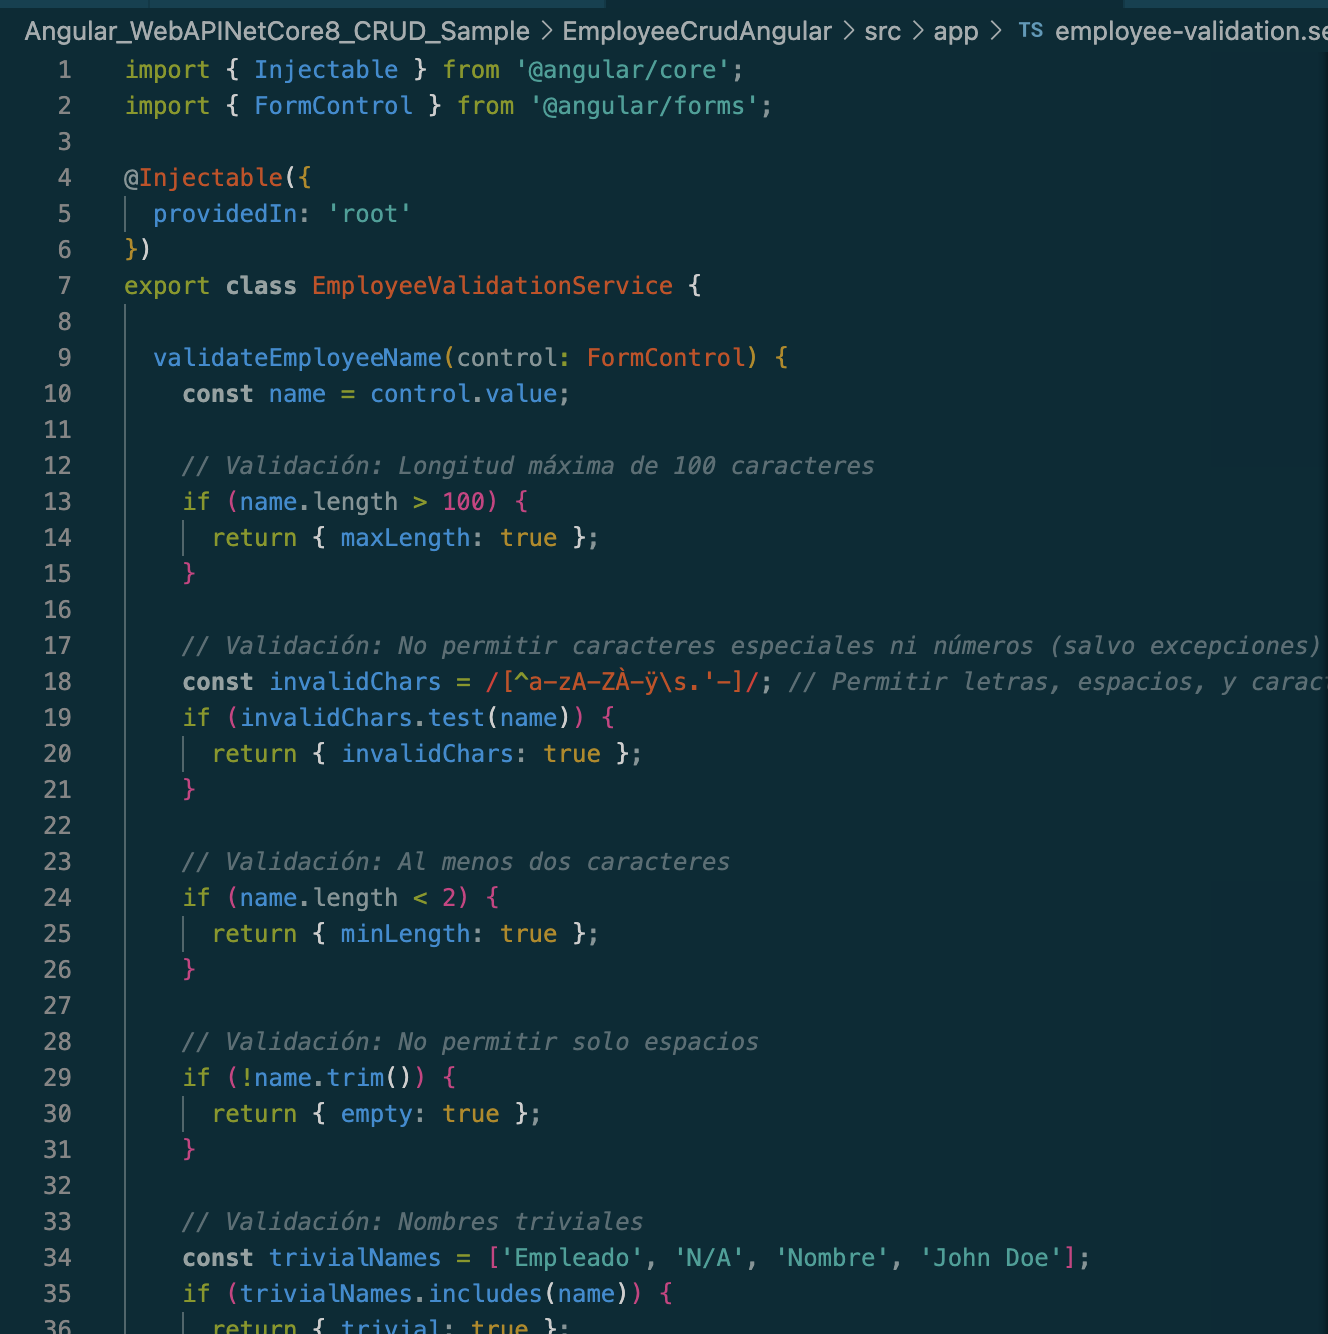 Angular_WebAPINetCore8_CRUD_Sample > EmployeeCrudAngular > src > app > TS employee-validation.se
1 import { Injectable } from '@angular/core';
2 import { FormControl } from '@angular/forms';
3
4 @Injectable({
5   providedIn: 'root'
6 })
7 export class EmployeeValidationService {
8
9   validateEmployeeName(control: FormControl) {
10     const name = control.value;
11
12     // Validación: Longitud máxima de 100 caracteres
13     if (name.length > 100) {
14       return { maxLength: true };
15     }
16
17     // Validación: No permitir caracteres especiales ni números (salvo excepciones)
18     const invalidChars = /[^a-zA-ZÀ-ÿ\s.'-]/; // Permitir letras, espacios, y carac
19     if (invalidChars.test(name)) {
20       return { invalidChars: true };
21     }
22
23     // Validación: Al menos dos caracteres
24     if (name.length < 2) {
25       return { minLength: true };
26     }
27
28     // Validación: No permitir solo espacios
29     if (!name.trim()) {
30       return { empty: true };
31     }
32
33     // Validación: Nombres triviales
34     const trivialNames = ['Empleado', 'N/A', 'Nombre', 'John Doe'];
35     if (trivialNames.includes(name)) {
36       return { trivial: true };